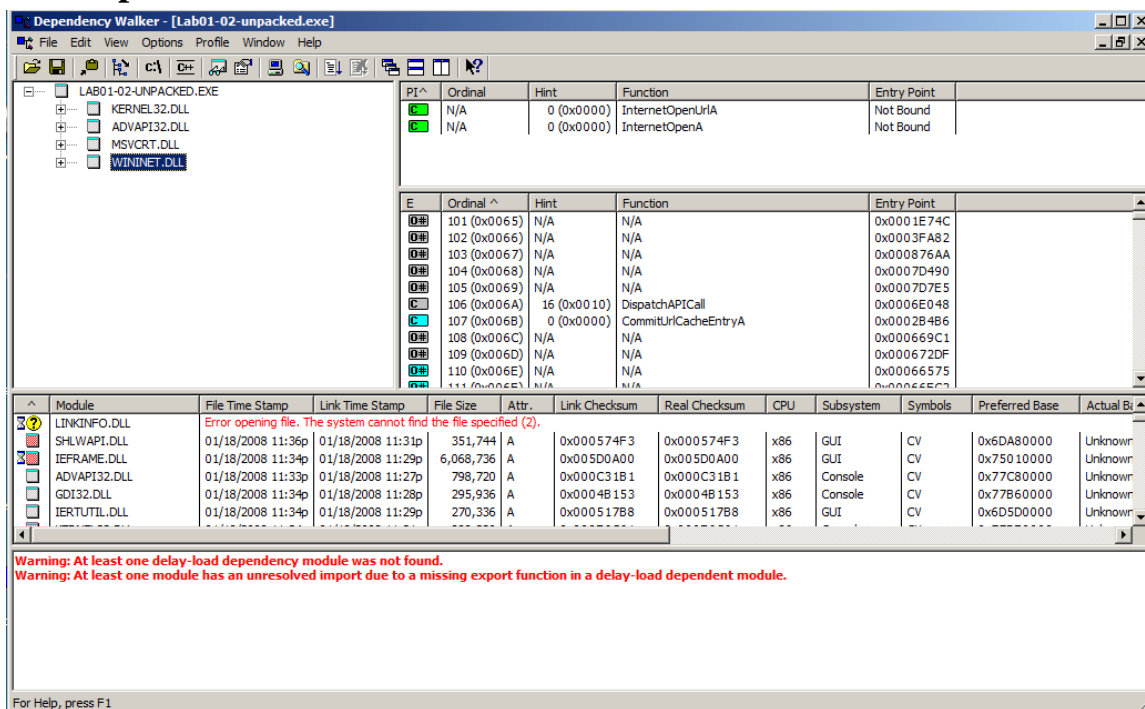 Dependency Walker - [Lab01-02-unpacked.exe]
File Edit View Options Profile Window Help
C:\ C++
LAB01-02-UNPACKED.EXE
KERNEL32.DLL
ADVAPI32.DLL
MSVCRT.DLL
WININET.DLL
PI^ Ordinal Hint Function Entry Point
C N/A 0 (0x0000) InternetOpenUrlA Not Bound
C N/A 0 (0x0000) InternetOpenA Not Bound
E Ordinal ^ Hint Function Entry Point
O# 101 (0x0065) N/A N/A 0x0001E74C
O# 102 (0x0066) N/A N/A 0x0003FA82
O# 103 (0x0067) N/A N/A 0x000876AA
O# 104 (0x0068) N/A N/A 0x0007D490
O# 105 (0x0069) N/A N/A 0x0007D7E5
C 106 (0x006A) 16 (0x0010) DispatchAPICall 0x0006E048
C 107 (0x006B) 0 (0x0000) CommitUrlCacheEntryA 0x0002B4B6
O# 108 (0x006C) N/A N/A 0x000669C1
O# 109 (0x006D) N/A N/A 0x000672DF
O# 110 (0x006E) N/A N/A 0x00066575
^ Module File Time Stamp Link Time Stamp File Size Attr. Link Checksum Real Checksum CPU Subsystem Symbols Preferred Base Actual
? LINKINFO.DLL Error opening file. The system cannot find the file specified (2).
SHLWAPI.DLL 01/18/2008 11:36p 01/18/2008 11:31p 351,744 A 0x000574F3 0x000574F3 x86 GUI CV 0x6DA80000 Unknown
IEFRAME.DLL 01/18/2008 11:34p 01/18/2008 11:29p 6,068,736 A 0x005D0A00 0x005D0A00 x86 GUI CV 0x75010000 Unknown
ADVAPI32.DLL 01/18/2008 11:33p 01/18/2008 11:27p 798,720 A 0x000C31B1 0x000C31B1 x86 Console CV 0x77C80000 Unknown
GDI32.DLL 01/18/2008 11:34p 01/18/2008 11:28p 295,936 A 0x0004B153 0x0004B153 x86 Console CV 0x77B60000 Unknown
IERTUTIL.DLL 01/18/2008 11:34p 01/18/2008 11:29p 270,336 A 0x000517B8 0x000517B8 x86 GUI CV 0x6D5D0000 Unknown
Warning: At least one delay-load dependency module was not found.
Warning: At least one module has an unresolved import due to a missing export function in a delay-load dependent module.
For Help, press F1